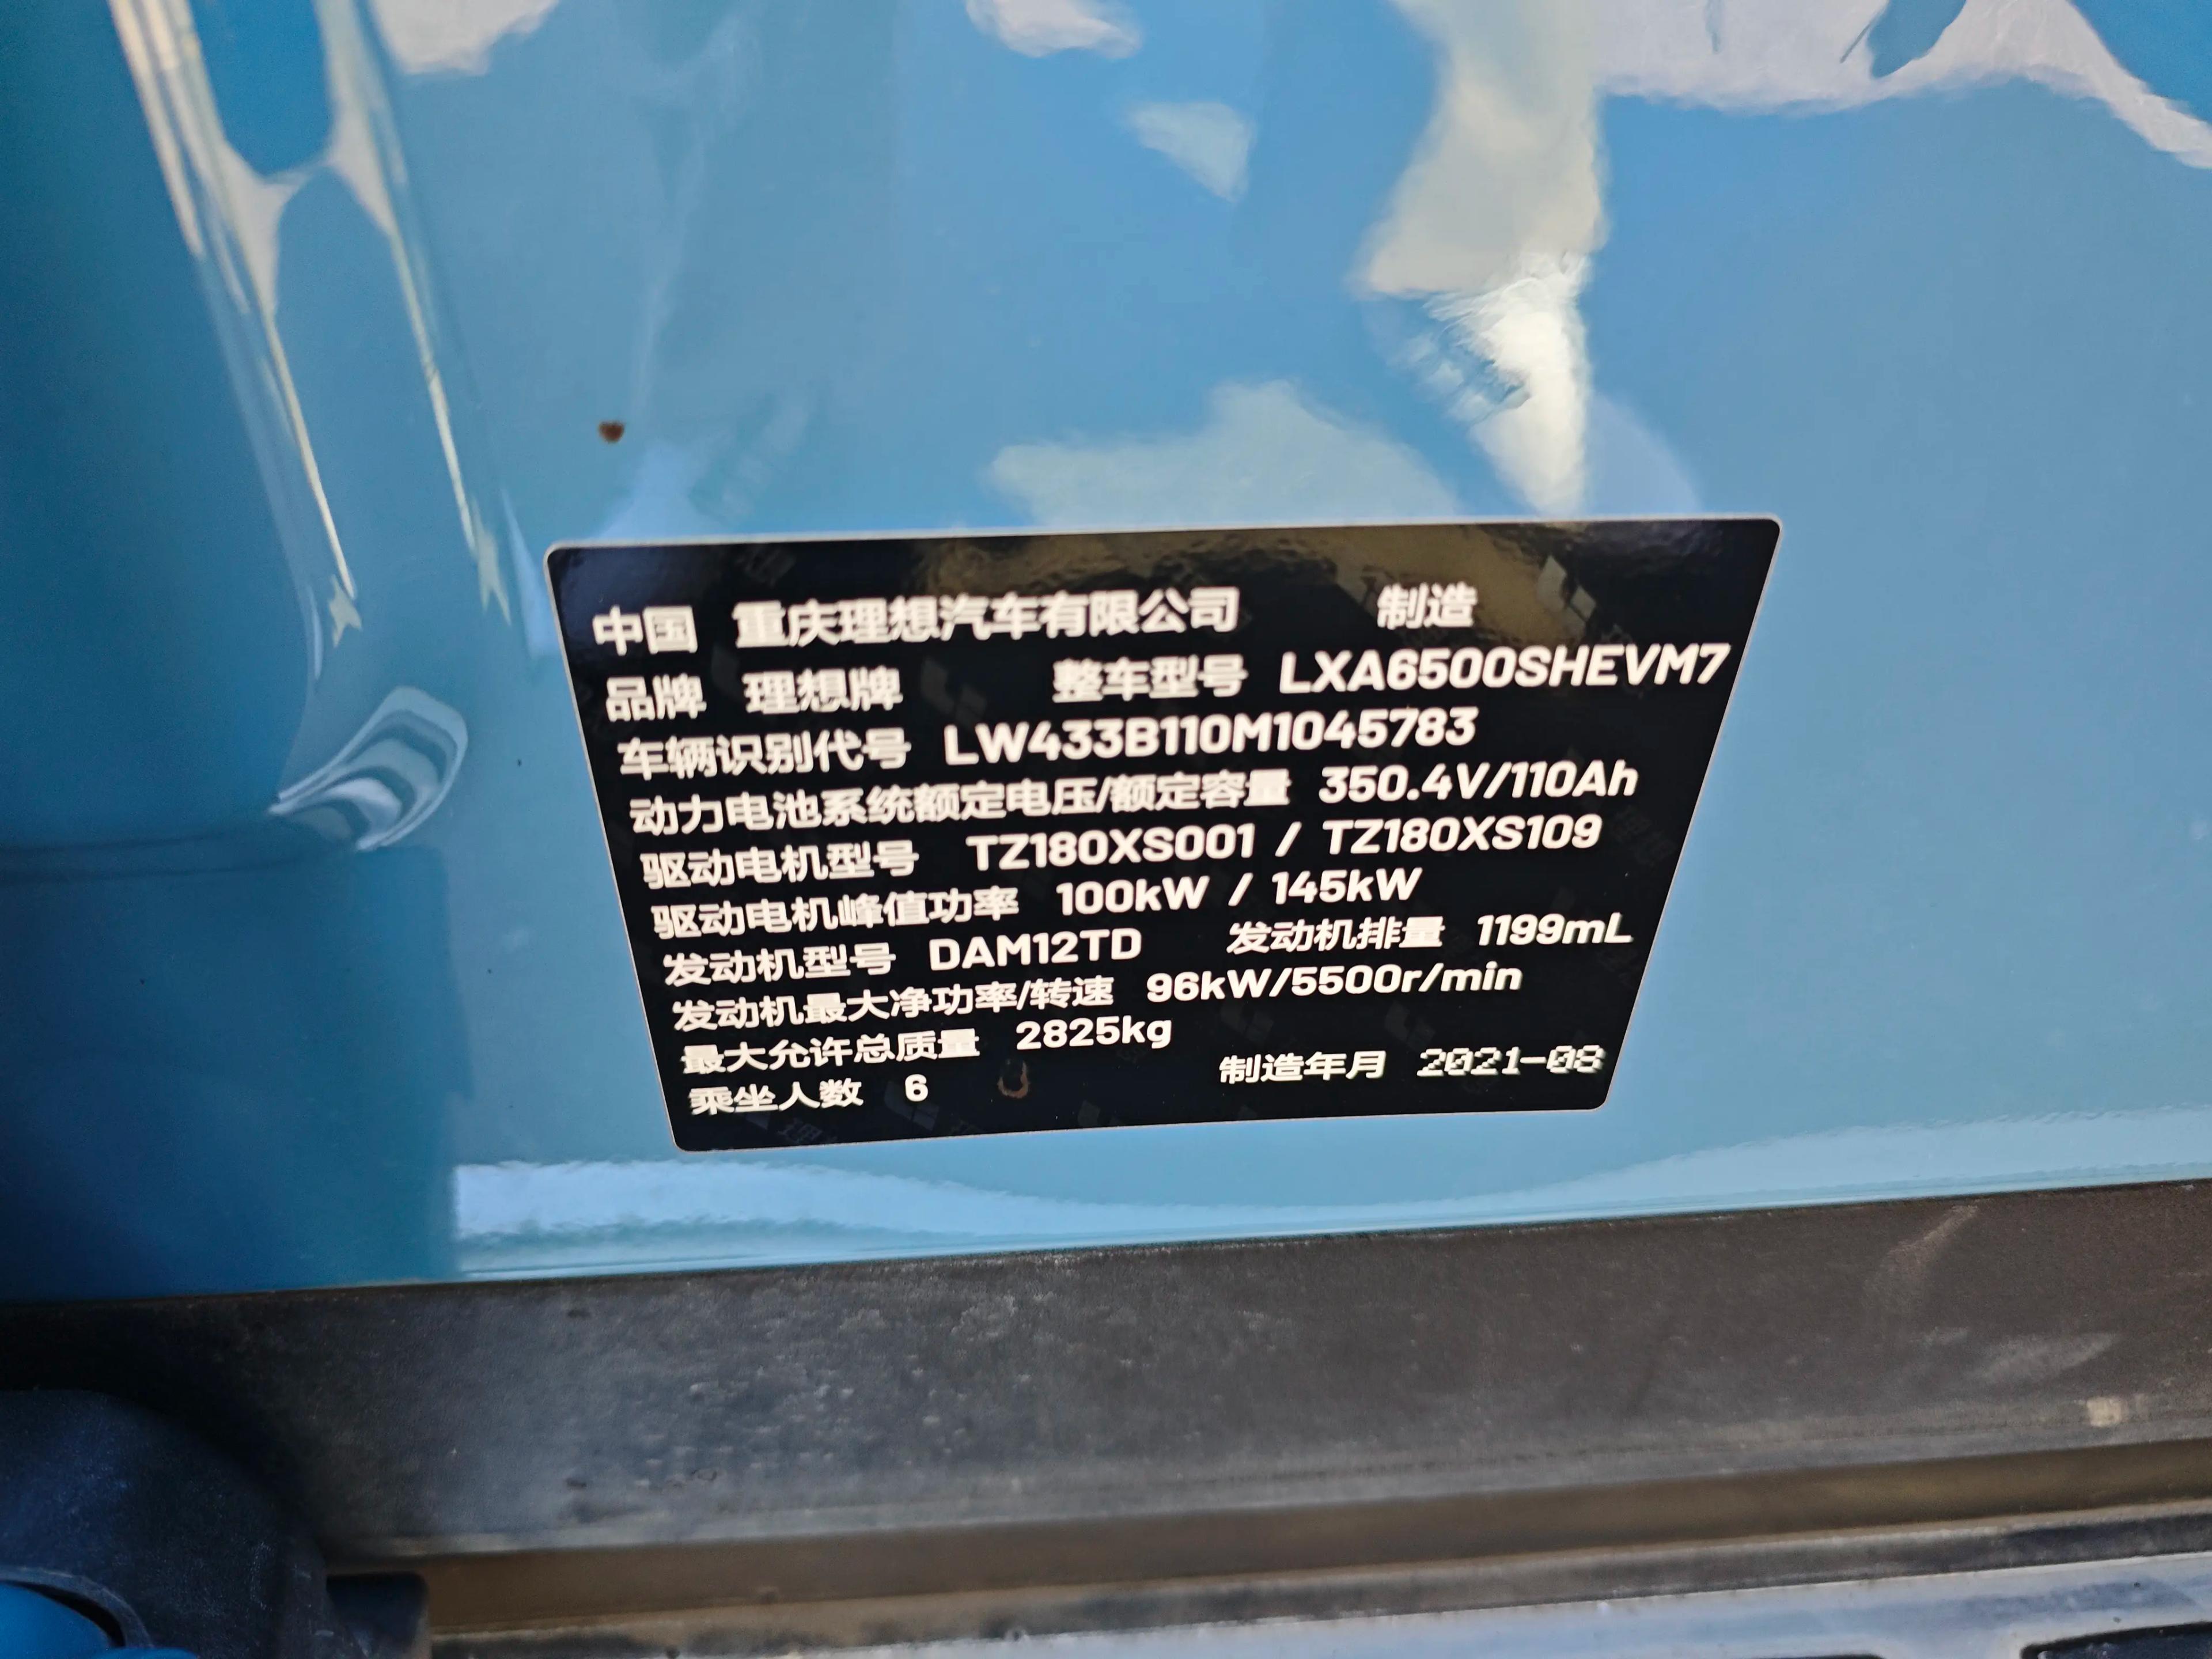 中国 重庆理想汽车有限公司 制造
品牌 理想牌 整车型号 LXA6500SHEVM7
车辆识别代号 LW433B110M1045783
动力电池系统额定电压/额定容量 350.4V/110Ah
驱动电机型号 TZ180XS001 / TZ180XS109
驱动电机峰值功率 100kW / 145kW
发动机型号 DAM12TD 发动机排量 1199mL
发动机最大净功率/转速 96kW/5500r/min
最大允许总质量 2825kg
乘坐人数 6 制造年月 2021-08